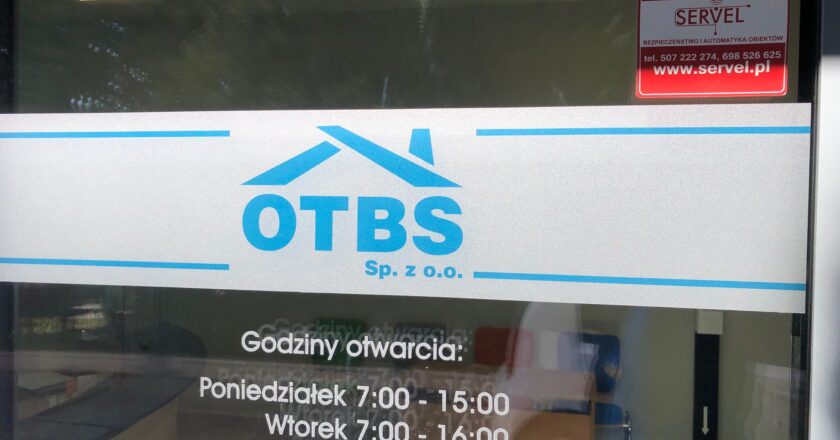 SERVEL
BEZPIECZEŃSTWO I AUTOMATYKA OBIEKTÓW
tel. 507 222 274, 698 526 625
www.servel.pl
OTBS
Sp. z o.o.
Godziny otwarcia:
Poniedziałek 7:00 - 15:00
Wtorek 7:00 - 16:00